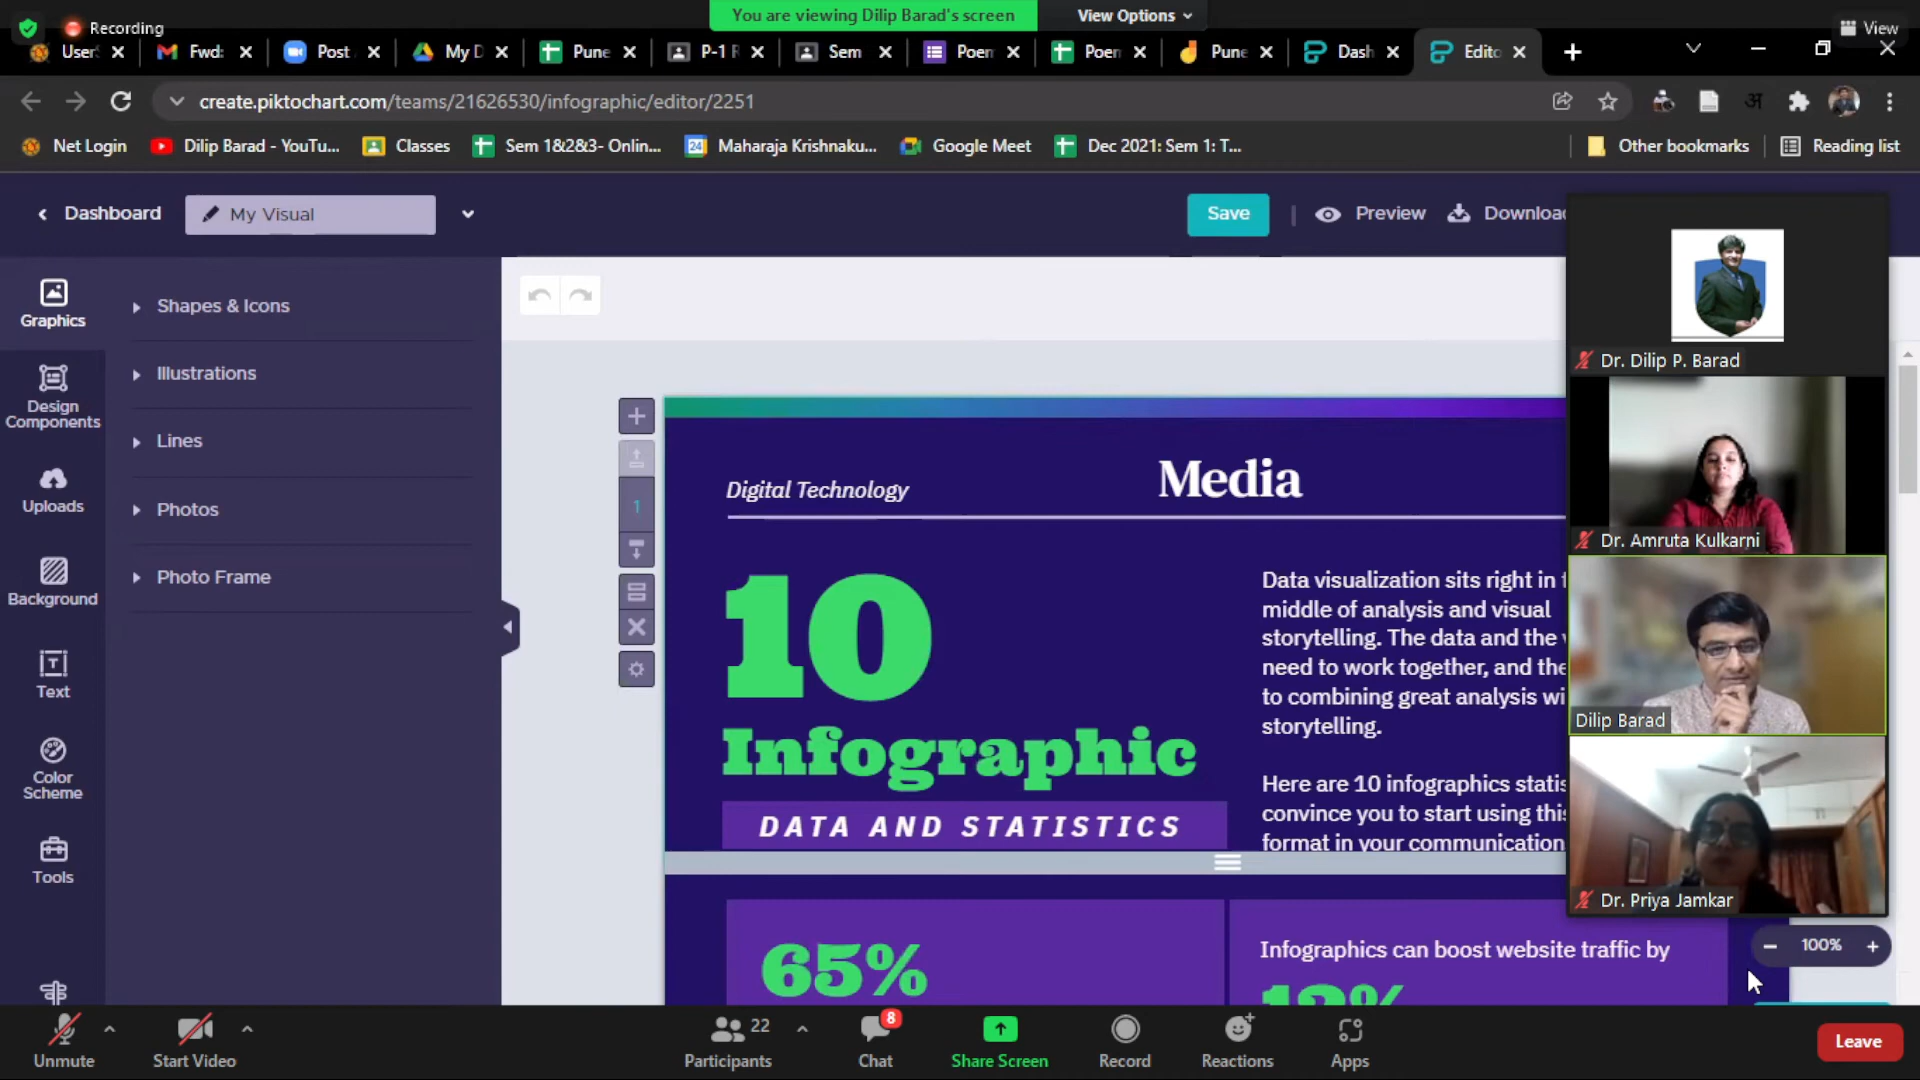 Recording
You are viewing Dilip Barad's screen
View Options
View
User
Fwd:
Post
My D
Pune
P-1 R
Sem
Poem
Poem
Pune
Dash
Edito
create.piktochart.com/teams/21626530/infographic/editor/2251
अ
Net Login
Dilip Barad - YouTu...
Classes
Sem 1&2&3- Onlin...
24
Maharaja Krishnaku...
Google Meet
Dec 2021: Sem 1: T...
Other bookmarks
Reading list
Dashboard
My Visual
Save
Preview
Download
Graphics
Design
Components
Uploads
Background
Text
Color
Scheme
Tools
Shapes & Icons
Illustrations
Lines
Photos
Photo Frame
1
Digital Technology
Media
10
Infographic
DATA AND STATISTICS
Data visualization sits right in
middle of analysis and visual
storytelling. The data and the
need to work together, and
to combining great analysis
storytelling.
Here are 10 infographics
convince you to start using
format in your communication
65%
Infographics can boost website traffic by
12%
Dr. Dilip P. Barad
Dr. Amruta Kulkarni
Dilip Barad
Dr. Priya Jamkar
100%
Unmute
Start Video
22
Participants
8
Chat
Share Screen
Record
Reactions
Apps
Leave